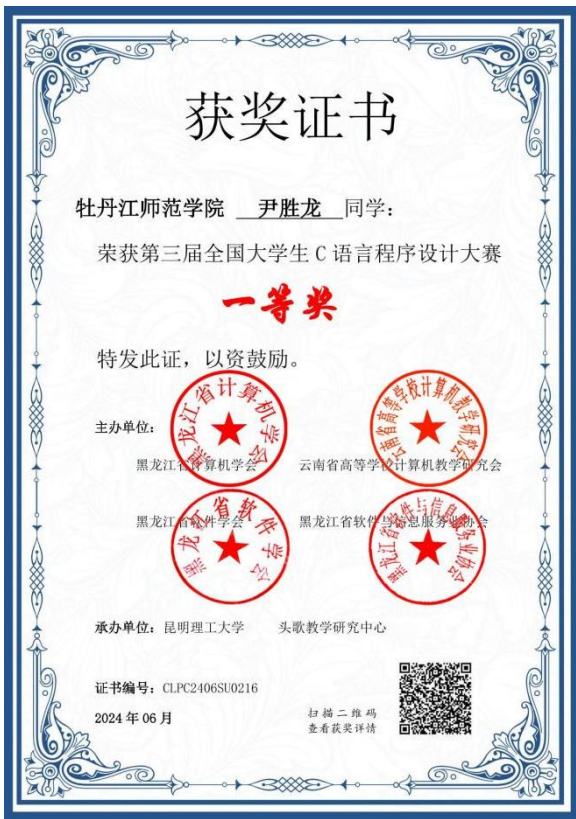 获奖证书
牡丹江师范学院 尹胜龙 同学：
荣获第三届全国大学生 C 语言程序设计大赛
一等奖
特发此证，以资鼓励。
主办单位：
黑龙江省计算机学会
云南省高等学校计算机教学研究会
黑龙江省计算机学会 云南省高等学校计算机教学研究会
黑龙江省软件学会
黑龙江省软件与信息服务业协会
黑龙江省软件学会 黑龙江省软件与信息服务业协会
承办单位：昆明理工大学 头歌教学研究中心
证书编号：CLPC2406SU0216
2024 年 06 月
扫描二维码
查看获奖详情